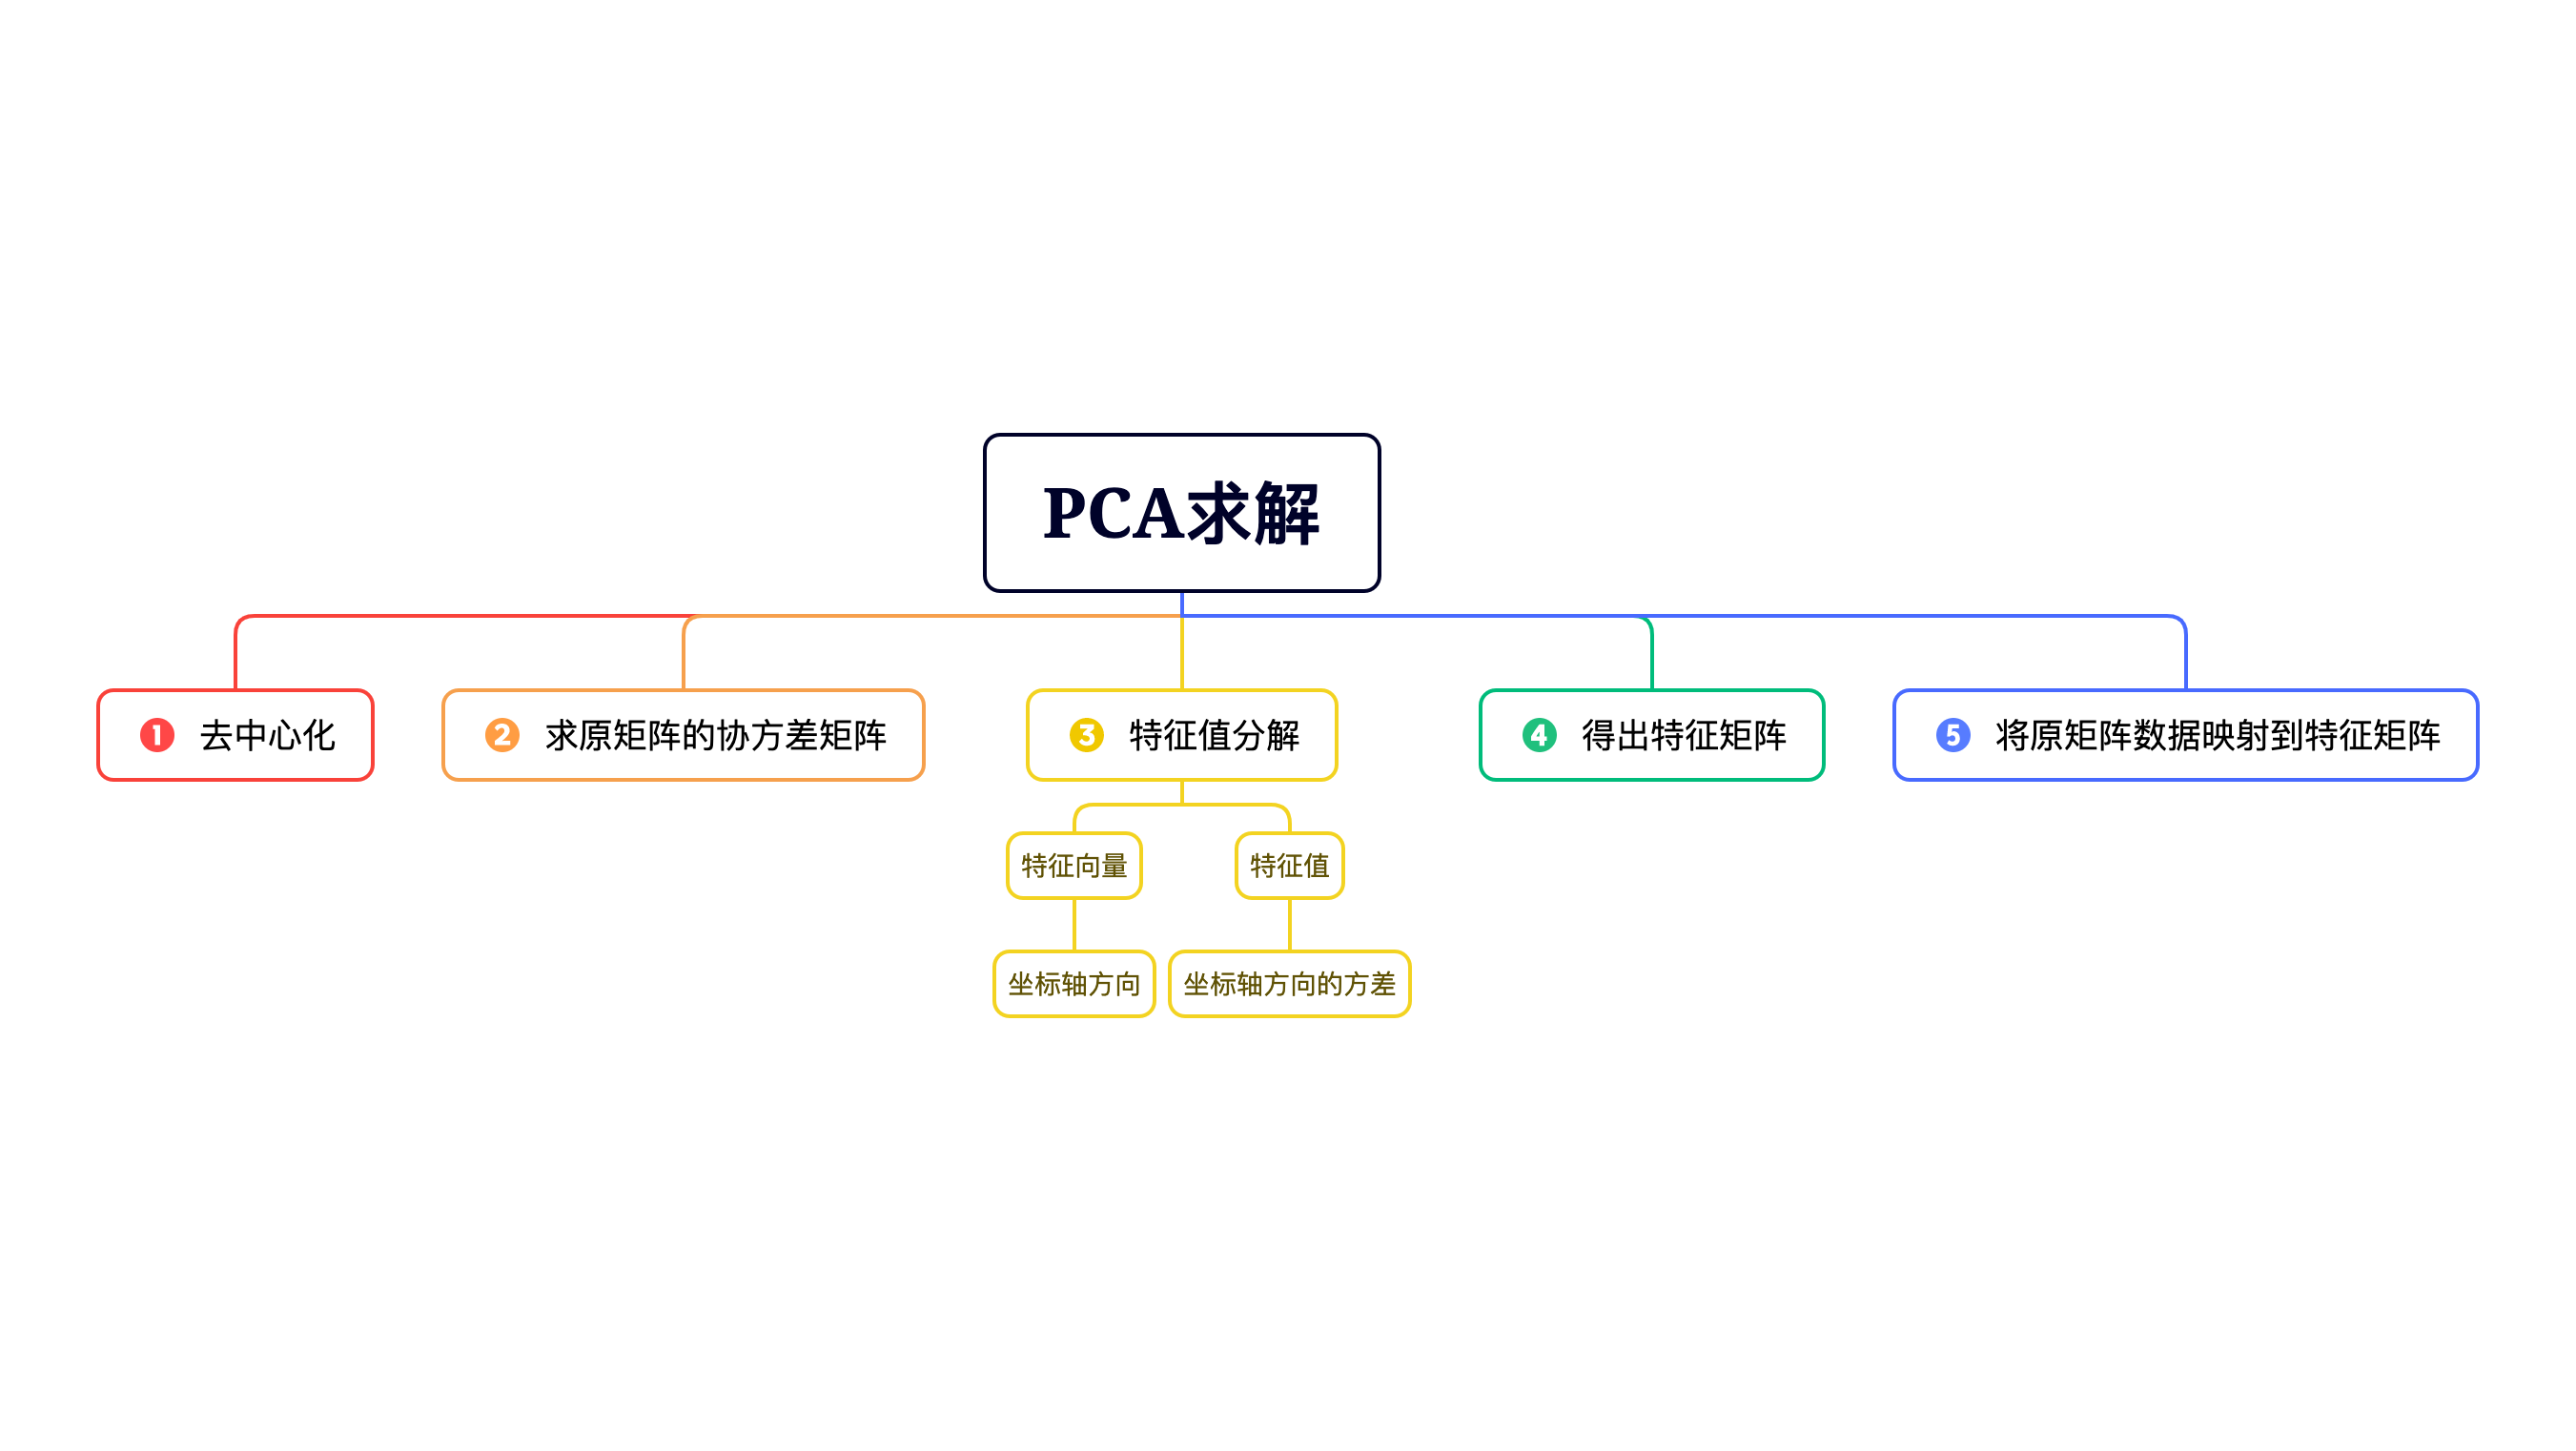 PCA求解
1 去中心化
2 求原矩阵的协方差矩阵
3 特征值分解
4 得出特征矩阵
5 将原矩阵数据映射到特征矩阵
特征向量
特征值
坐标轴方向
坐标轴方向的方差